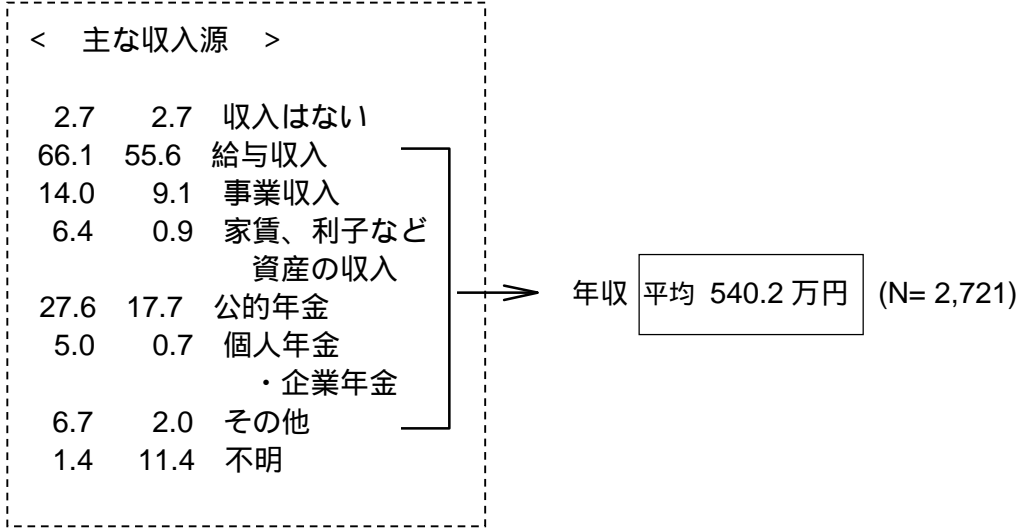 < 主な収入源 >
2.7 2.7 収入はない
66.1 55.6 給与収入
14.0 9.1 事業収入
6.4 0.9 家賃、利子など
資産の収入
27.6 17.7 公的年金
5.0 0.7 個人年金
・企業年金
6.7 2.0 その他
1.4 11.4 不明
年収 平均 540.2 万円 (N= 2,721)